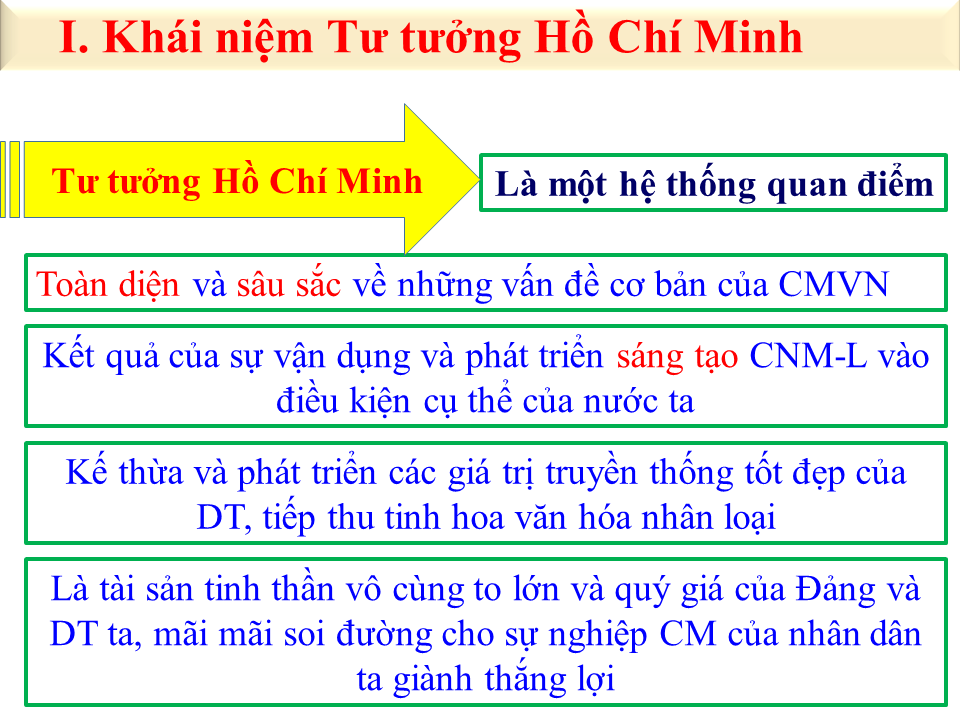 I. Khái niệm Tư tưởng Hồ Chí Minh
Tư tưởng Hồ Chí Minh
Là một hệ thống quan điểm
Toàn diện và sâu sắc về những vấn đề cơ bản của CMVN
Kết quả của sự vận dụng và phát triển sáng tạo CNM-L vào
điều kiện cụ thể của nước ta
Kế thừa và phát triển các giá trị truyền thống tốt đẹp của
DT, tiếp thu tinh hoa văn hóa nhân loại
Là tài sản tinh thần vô cùng to lớn và quý giá của Đảng và
DT ta, mãi mãi soi đường cho sự nghiệp CM của nhân dân
ta giành thắng lợi